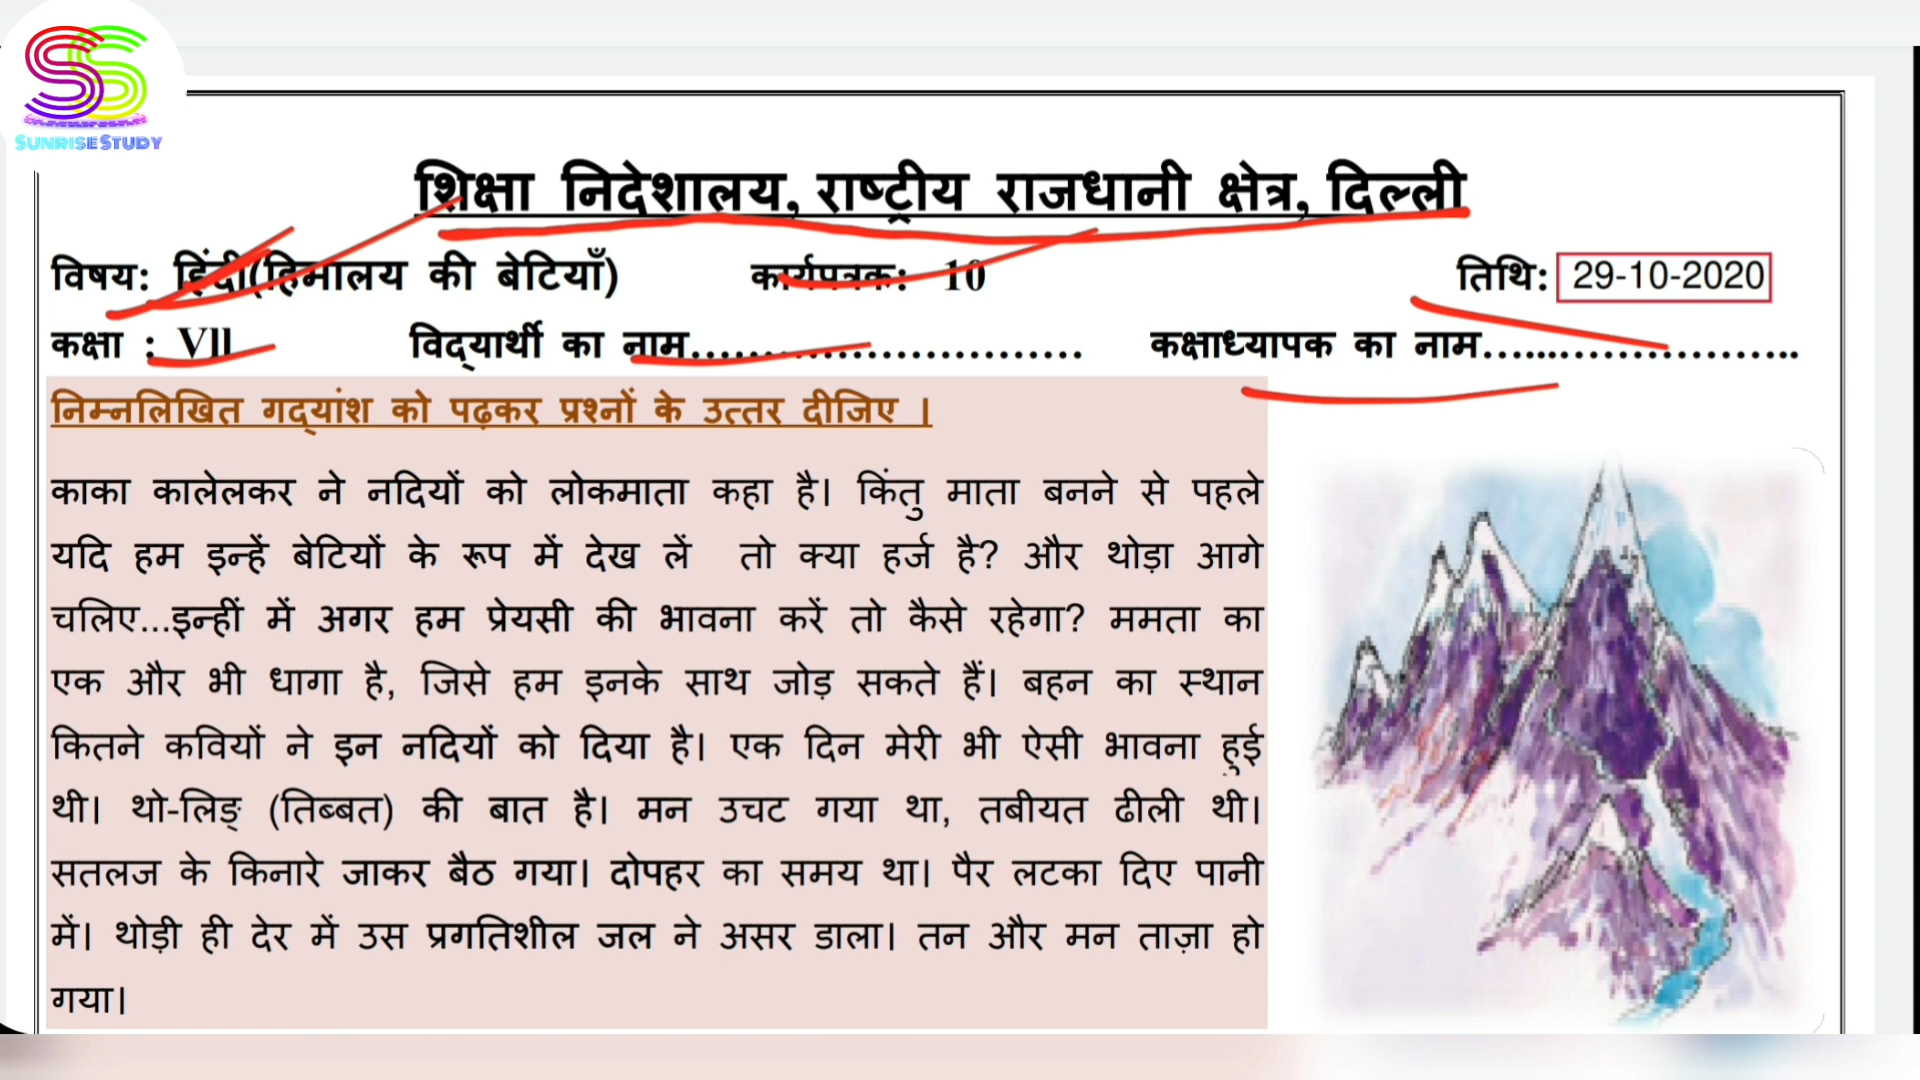 SUNRISESTUDY
शिक्षा निदेशालय, राष्ट्रीय राजधानी क्षेत्र, दिल्ली
विषय: हिंदी(हिमालय की बेटियाँ) कार्यपत्रक: 10 तिथि: 29-10-2020
कक्षा : VII विद्यार्थी का नाम........................... कक्षाध्यापक का नाम........................
निम्नलिखित गद्यांश को पढ़कर प्रश्नों के उत्तर दीजिए ।
काका कालेलकर ने नदियों को लोकमाता कहा है। किंतु माता बनने से पहले
यदि हम इन्हें बेटियों के रूप में देख लें तो क्या हर्ज है? और थोड़ा आगे
चलिए...इन्हीं में अगर हम प्रेयसी की भावना करें तो कैसे रहेगा? ममता का
एक और भी धागा है, जिसे हम इनके साथ जोड़ सकते हैं। बहन का स्थान
कितने कवियों ने इन नदियों को दिया है। एक दिन मेरी भी ऐसी भावना हुई
थी। थो-लिङ् (तिब्बत) की बात है। मन उचट गया था, तबीयत ढीली थी।
सतलज के किनारे जाकर बैठ गया। दोपहर का समय था। पैर लटका दिए पानी
में। थोड़ी ही देर में उस प्रगतिशील जल ने असर डाला। तन और मन ताज़ा हो
गया।